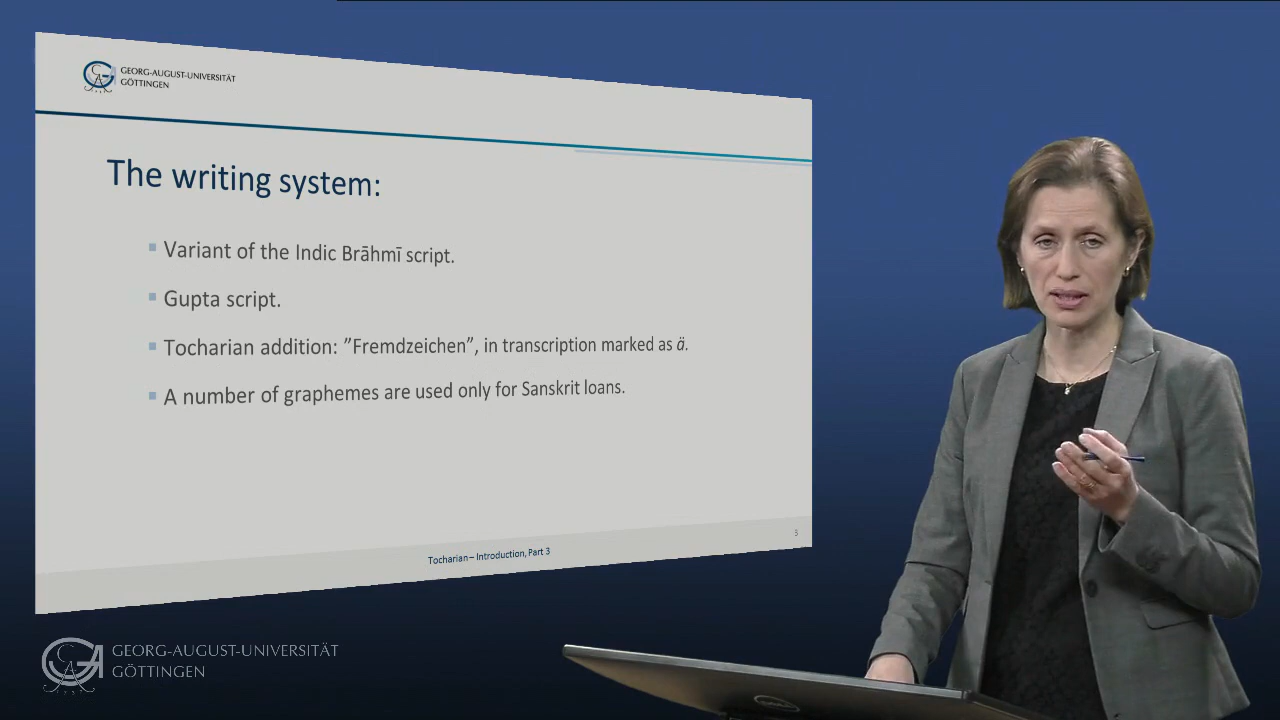 GEORG-AUGUST-UNIVERSITÄT
GÖTTINGEN
The writing system:
Variant of the Indic Brāhmī script.
Gupta script.
Tocharian addition: ”Fremdzeichen”, in transcription marked as ä.
A number of graphemes are used only for Sanskrit loans.
Tocharian – Introduction, Part 3
GEORG-AUGUST-UNIVERSITÄT
GÖTTINGEN